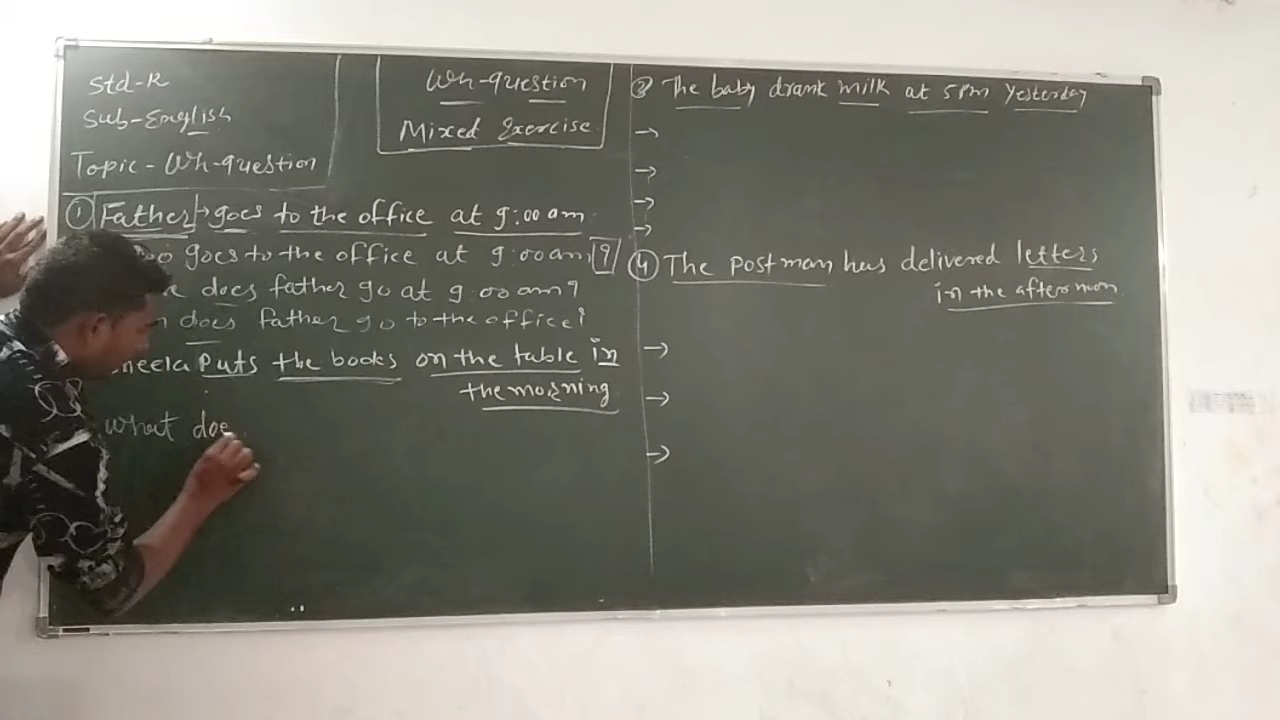 Std-R
Sub-English
Topic-Wh-question
Wh-question
Mixed Exercise
① Father goes to the office at 9:00 am
goes to the office at 9:00 am?
does father go at 9:00 am?
does father go to the office?
puts the books on the table in
the morning
What doe
③ The baby drank milk at 5 PM yesterday
→
→
→
→
④ The postman has delivered letters
in the afternoon
→
→
→